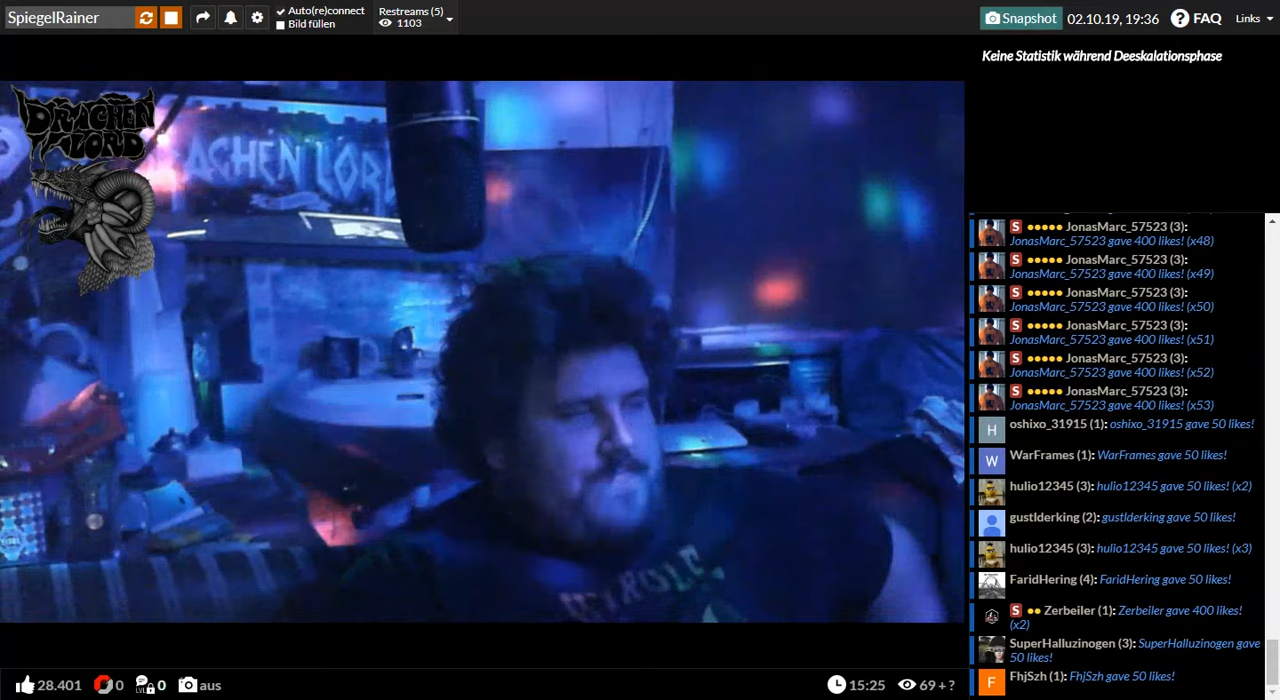 SpiegelRainer
Auto(re)connect
Bild füllen
Restreams (5)
1103
Snapshot
02.10.19, 19:36
? FAQ
Links
Keine Statistik während Deeskalationsphase
DRACHEN
LORD
ACHEN LORD
S JonasMarc_57523 (3):
JonasMarc_57523 gave 400 likes! (x48)
S JonasMarc_57523 (3):
JonasMarc_57523 gave 400 likes! (x49)
S JonasMarc_57523 (3):
JonasMarc_57523 gave 400 likes! (x50)
S JonasMarc_57523 (3):
JonasMarc_57523 gave 400 likes! (x51)
S JonasMarc_57523 (3):
JonasMarc_57523 gave 400 likes! (x52)
S JonasMarc_57523 (3):
JonasMarc_57523 gave 400 likes! (x53)
H oshixo_31915 (1): oshixo_31915 gave 50 likes!
W WarFrames (1): WarFrames gave 50 likes!
hulio12345 (3): hulio12345 gave 50 likes! (x2)
gustlderking (2): gustlderking gave 50 likes!
hulio12345 (3): hulio12345 gave 50 likes! (x3)
FaridHering (4): FaridHering gave 50 likes!
S Zerbeiler (1): Zerbeiler gave 400 likes!
(x2)
SuperHalluzinogen (3): SuperHalluzinogen gave
50 likes!
F FhjSzh (1): FhjSzh gave 50 likes!
28.401
0
LVL
0
aus
15:25
69 + ?